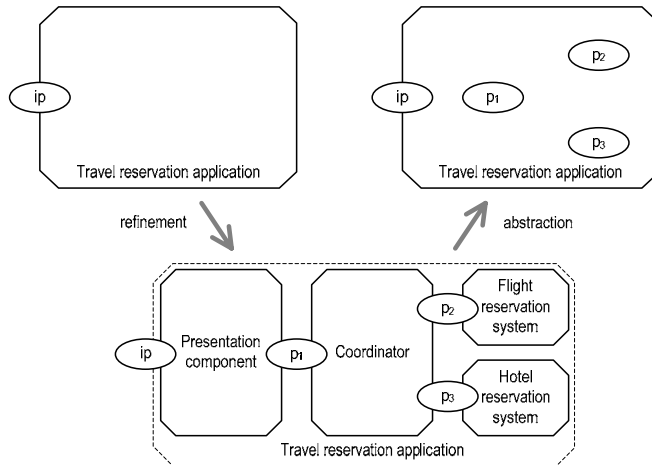 ip
Travel reservation application
ip
p1
p2
p3
Travel reservation application
refinement
abstraction
ip
Presentation
component
p1
Coordinator
p2
Flight
reservation
system
p3
Hotel
reservation
system
Travel reservation application